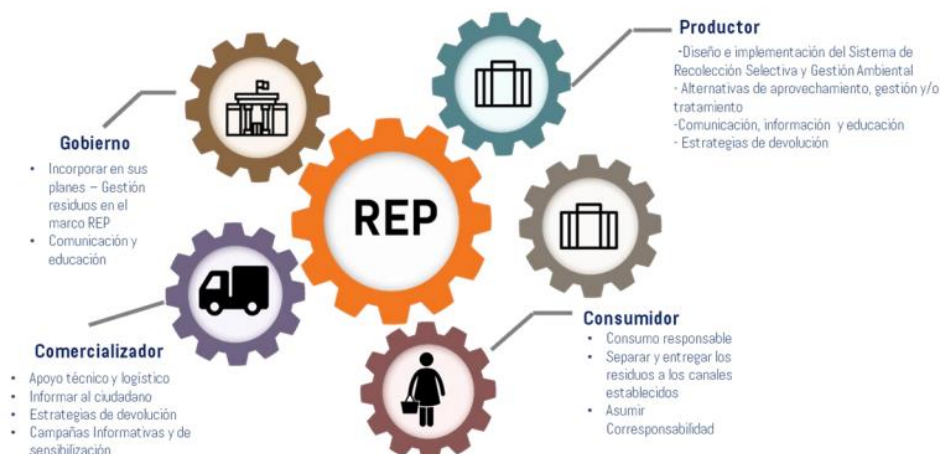 Productor
-Diseño e implementación del Sistema de
Recolección Selectiva y Gestión Ambiental
- Alternativas de aprovechamiento, gestión y/o
tratamiento
-Comunicación, información y educación
- Estrategias de devolución
Gobierno
• Incorporar en sus
planes – Gestión
residuos en el
marco REP
• Comunicación y
educación
REP
Comercializador
• Apoyo técnico y logístico
• Informar al ciudadano
• Estrategias de devolución
• Campañas Informativas y de
sensibilización
Consumidor
• Consumo responsable
• Separar y entregar los
residuos a los canales
establecidos
• Asumir
Corresponsabilidad